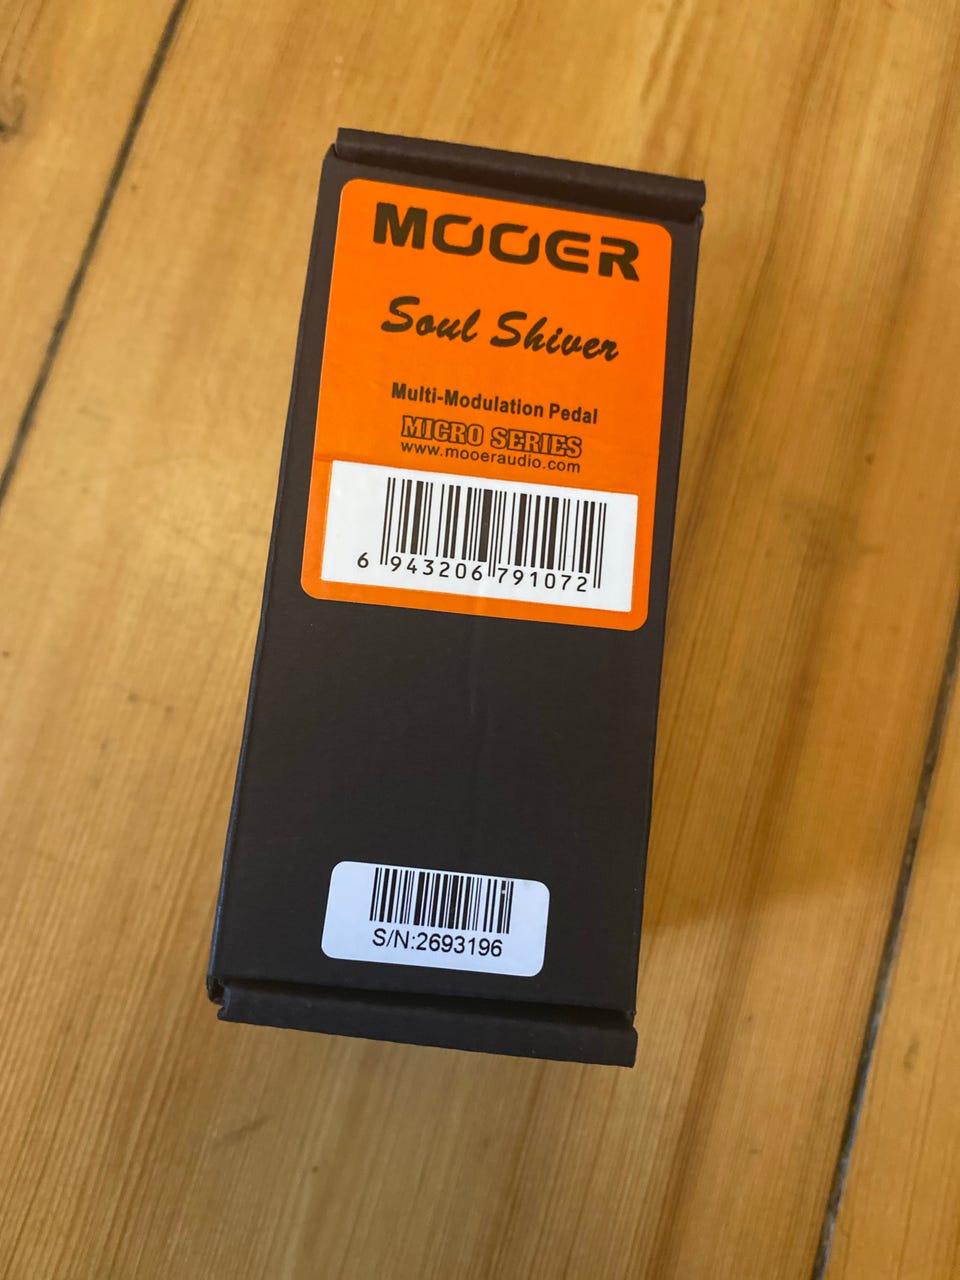 MOOER
Soul Shiver
Multi-Modulation Pedal
MICRO SERIES
www.mooeraudio.com
6 943206 791072
S/N:2693196